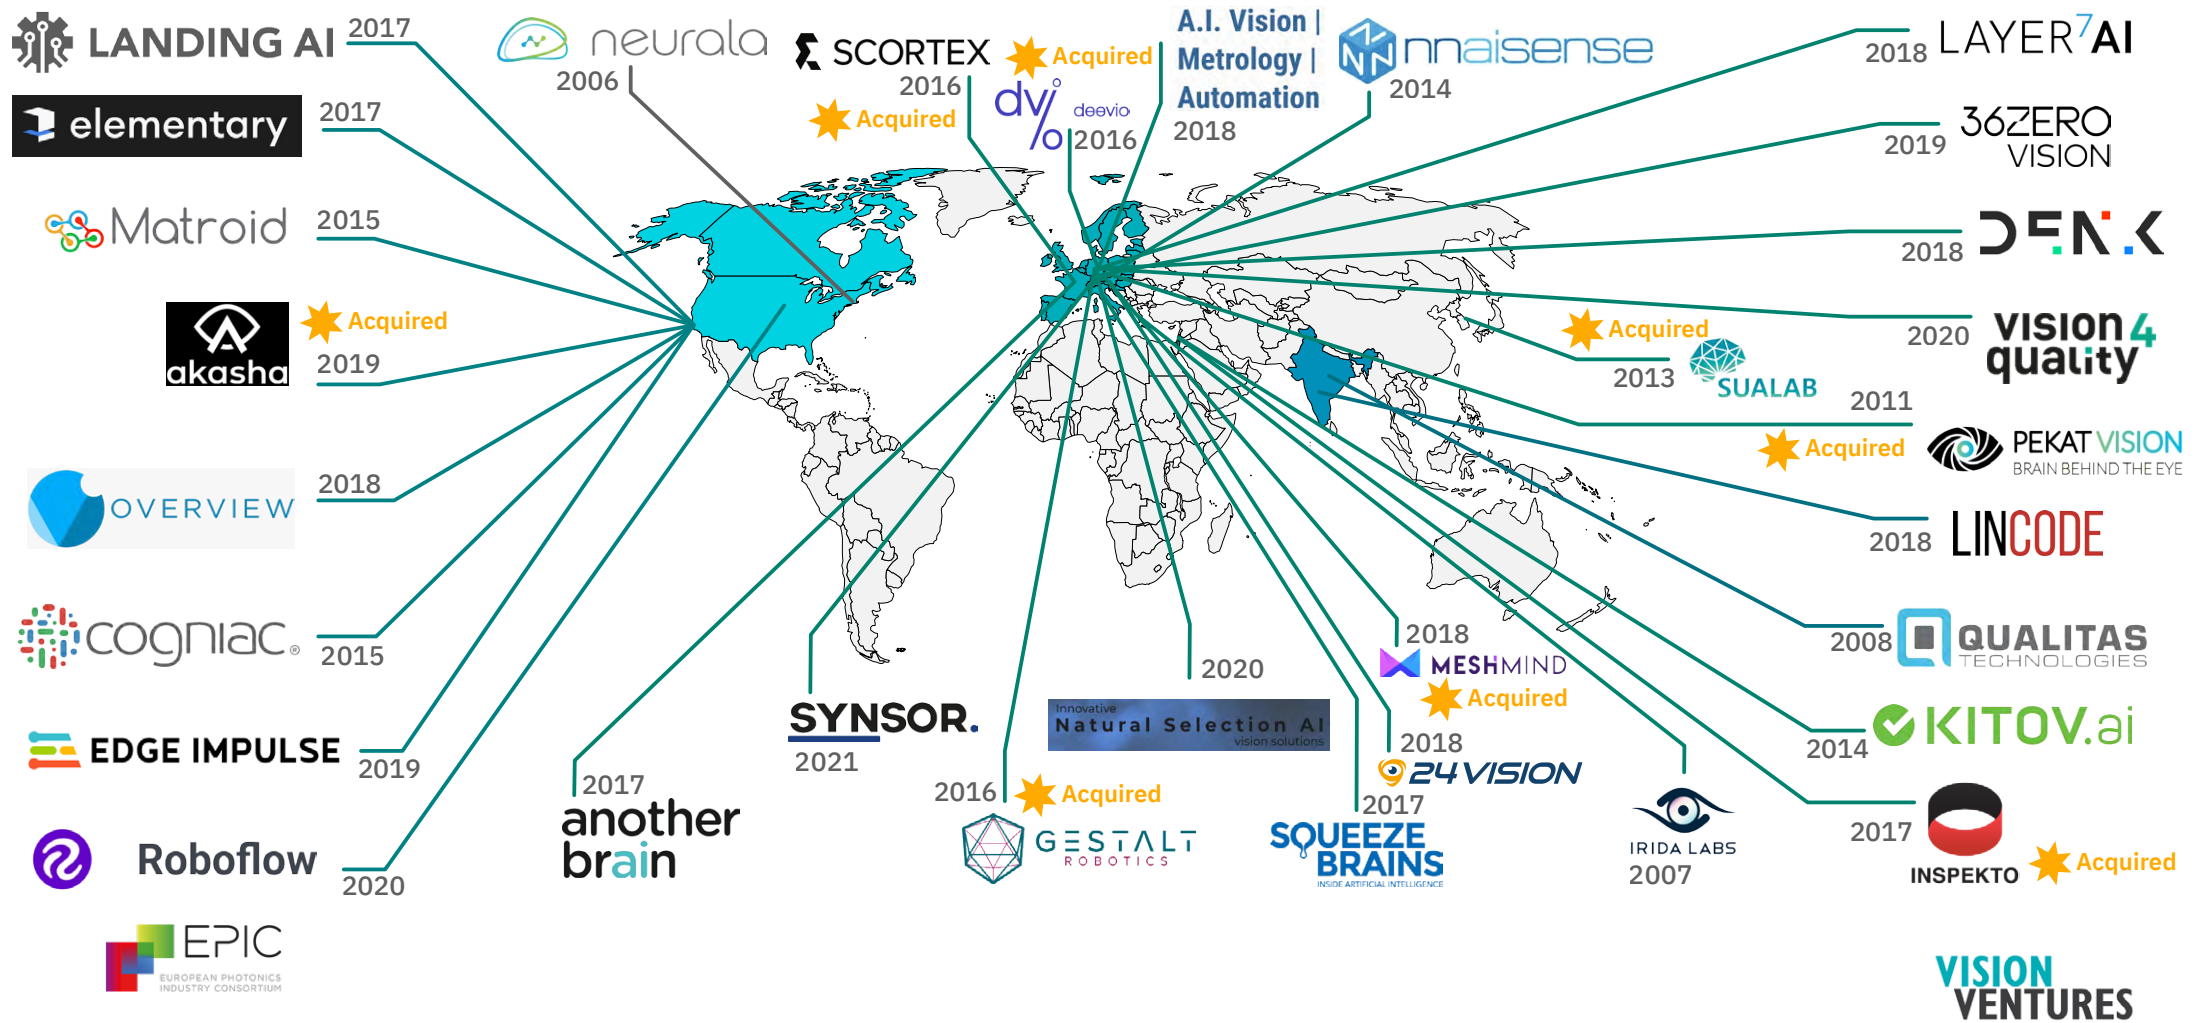 LANDING AI
2017
elementary
2017
Matroid
2015
akasha
Acquired
2019
OVERVIEW
2018
cogniac®
2015
EDGE IMPULSE
2019
Roboflow
2020
EPIC
EUROPEAN PHOTONICS
INDUSTRY CONSORTIUM
neurala
2006
SCORTEX
2016
Acquired
Acquired
dvi%
deevio
2016
A.I. Vision |
Metrology |
Automation
2018
NNN
nnaisense
2014
2018
LAYER7AI
36ZERO
VISION
2019
DENK
2018
vision 4
quality
2020
Acquired
2013
SUALAB
2011
Acquired
PEKAT VISION
BRAIN BEHIND THE EYE
2018
LINCODE
2008
QUALITAS
TECHNOLOGIES
2014
KITOV.ai
2017
INSPEKTO
Acquired
2017
another
brain
SYNSOR.
2021
2016
Acquired
GESTALT
ROBOTICS
2020
Innovative
Natural Selection AI
vision solutions
2018
MESHMIND
Acquired
2018
24VISION
2017
SQUEEZE
BRAINS
INSIDE ARTIFICIAL INTELLIGENCE
IRIDA LABS
2007
VISION
VENTURES